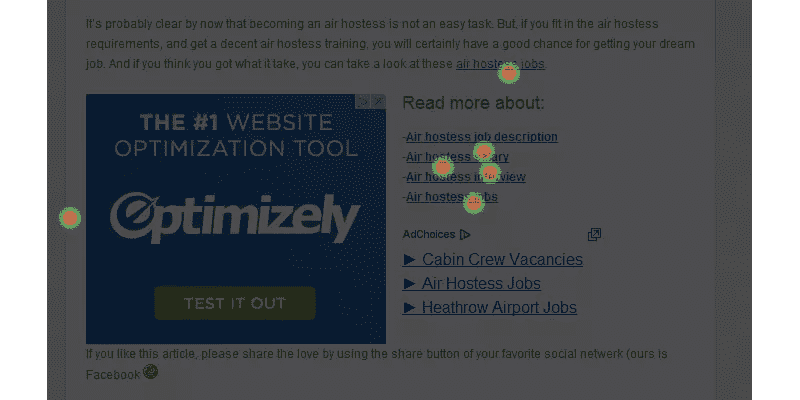 It's probably clear by now that becoming an air hostess is not an easy task. But, if you fit in the air hostess
requirements, and get a decent air hostess training, you will certainly have a good chance for getting your dream
job. And if you think you got what it take, you can take a look at these air hostess jobs
THE #1 WEBSITE
OPTIMIZATION TOOL
Optimizely
TEST IT OUT
Read more about:
-Air hostess job description
-Air hostess salary
-Air hostess interview
-Air hostess jobs
AdChoices
► Cabin Crew Vacancies
► Air Hostess Jobs
► Heathrow Airport Jobs
If you like this article, please share the love by using the share button of your favorite social netwerk (ours is
Facebook